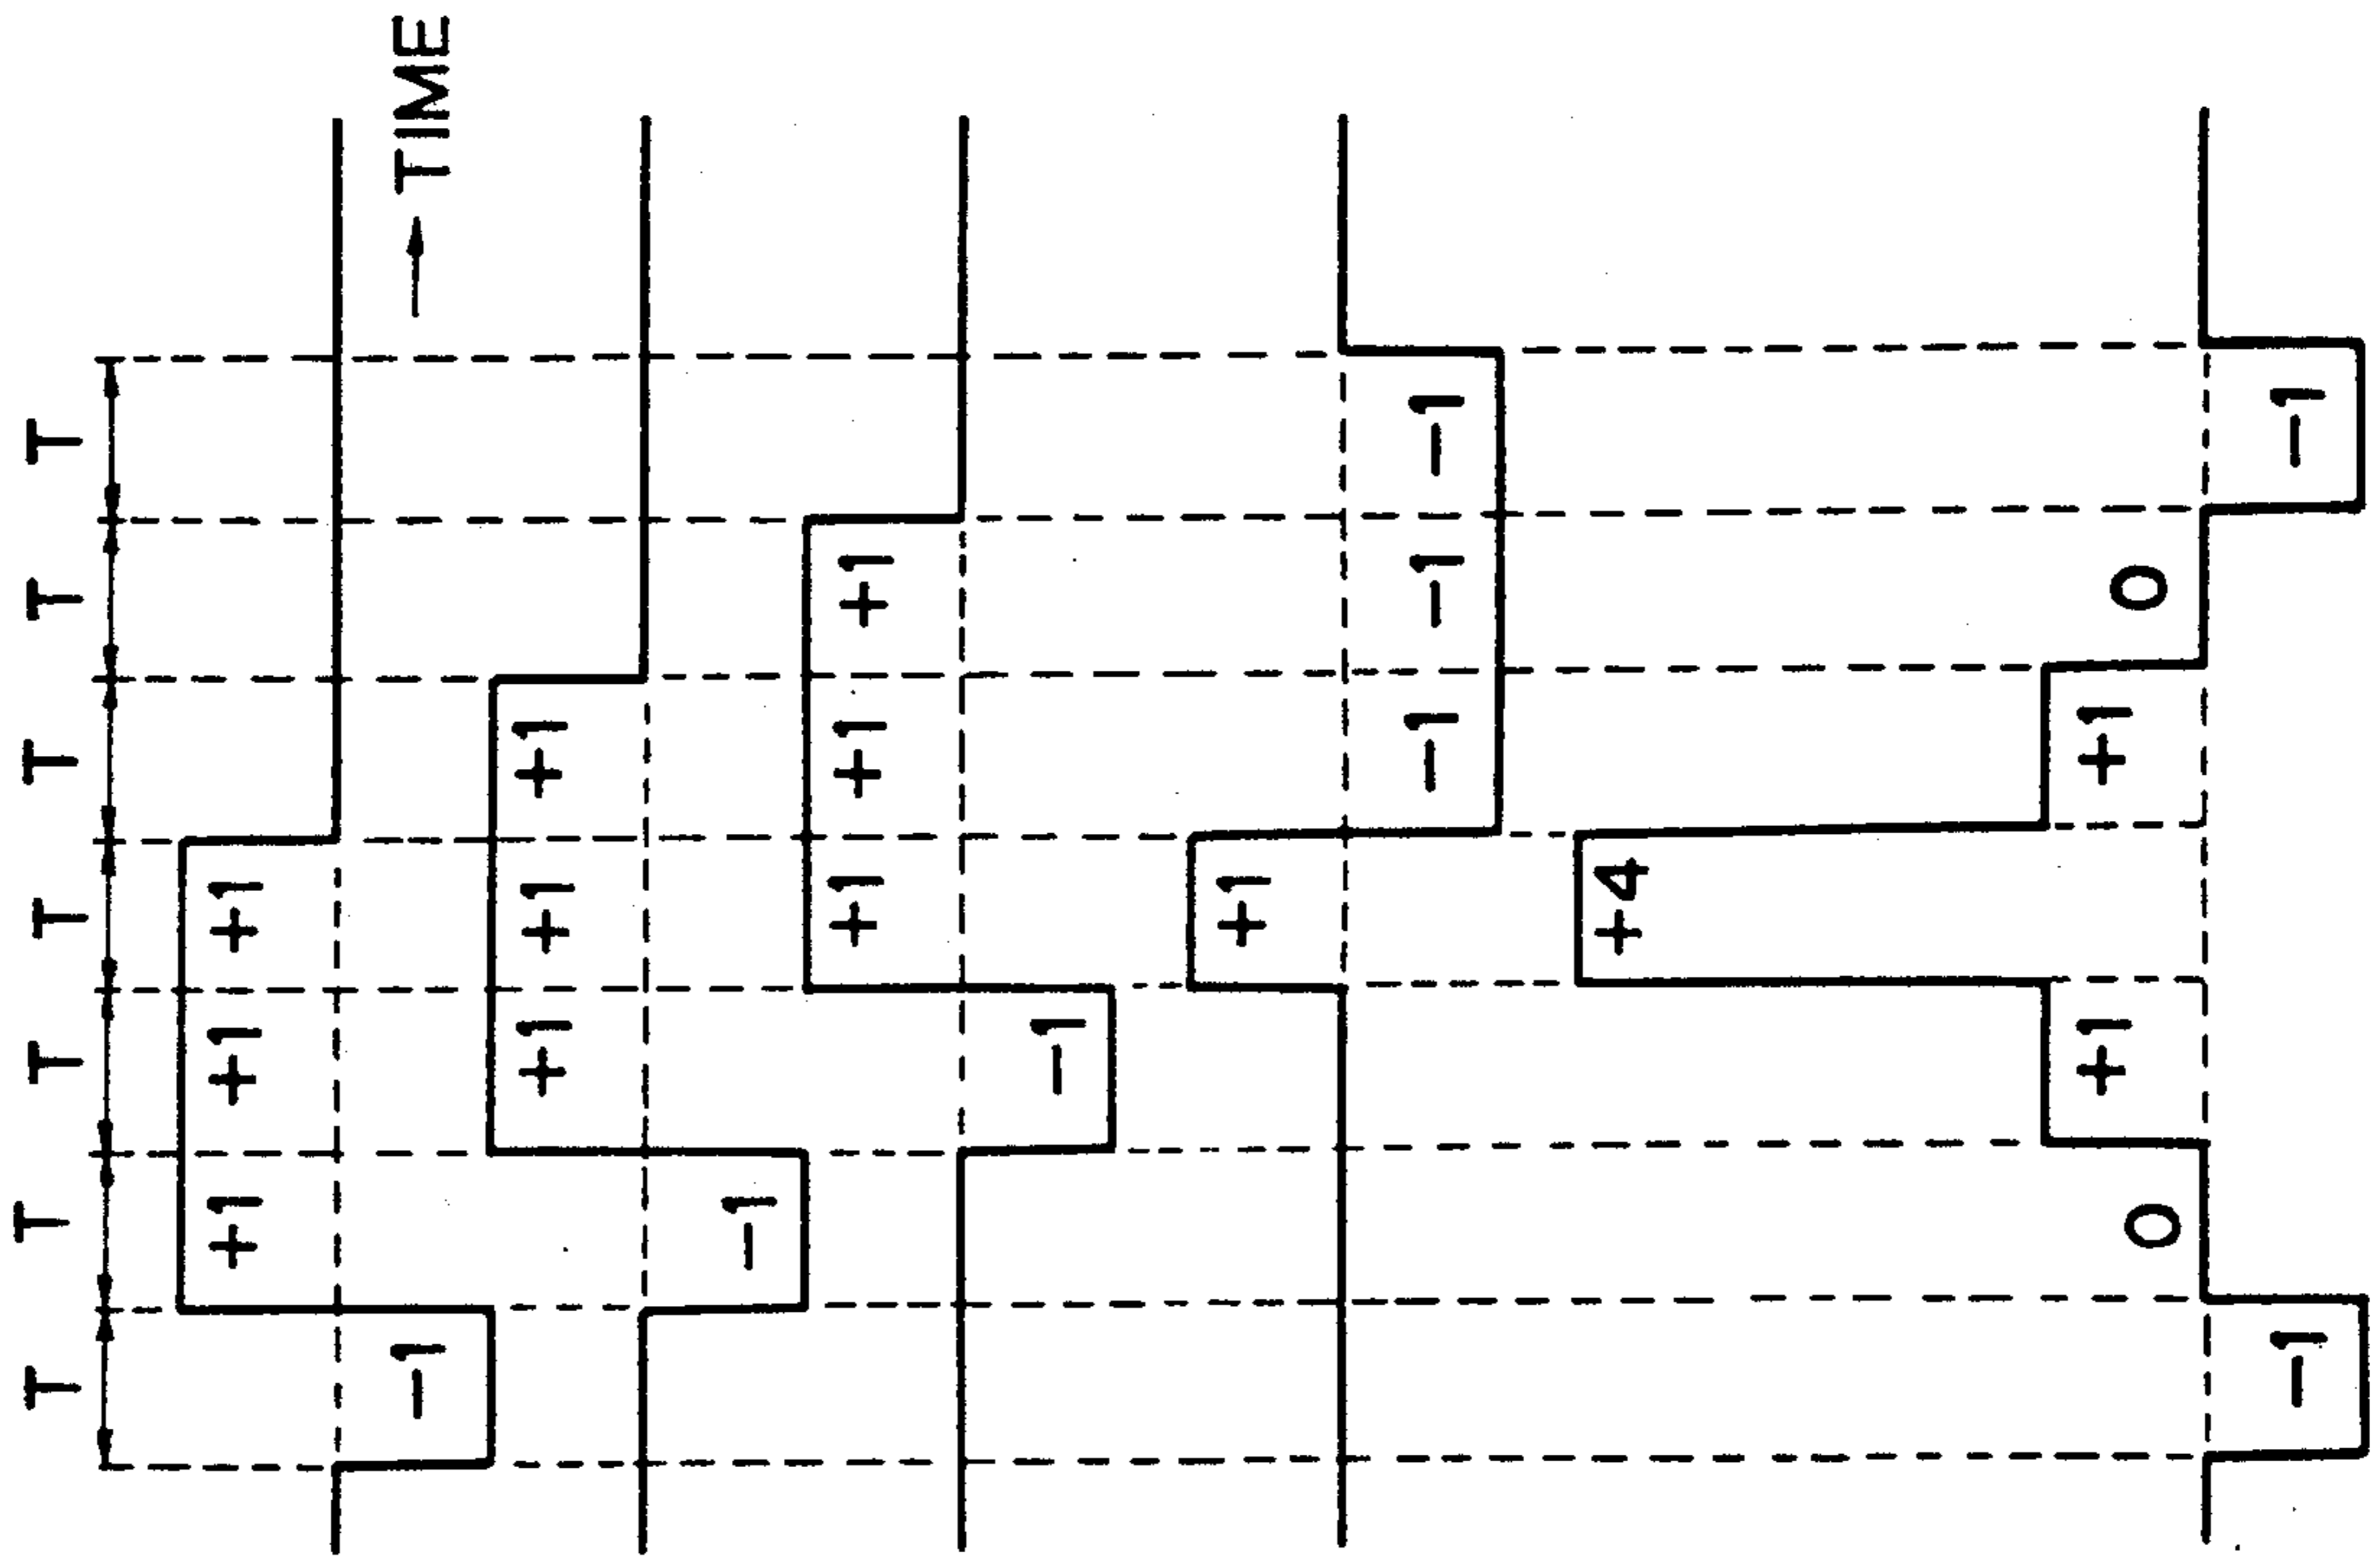 T T T T T T T
+1 +1 +1
-1 → TIME
+1 +1 +1
-1
+1 +1 +1
-1
+1
-1 -1 -1
+4
+1 +1
0 0
-1 -1